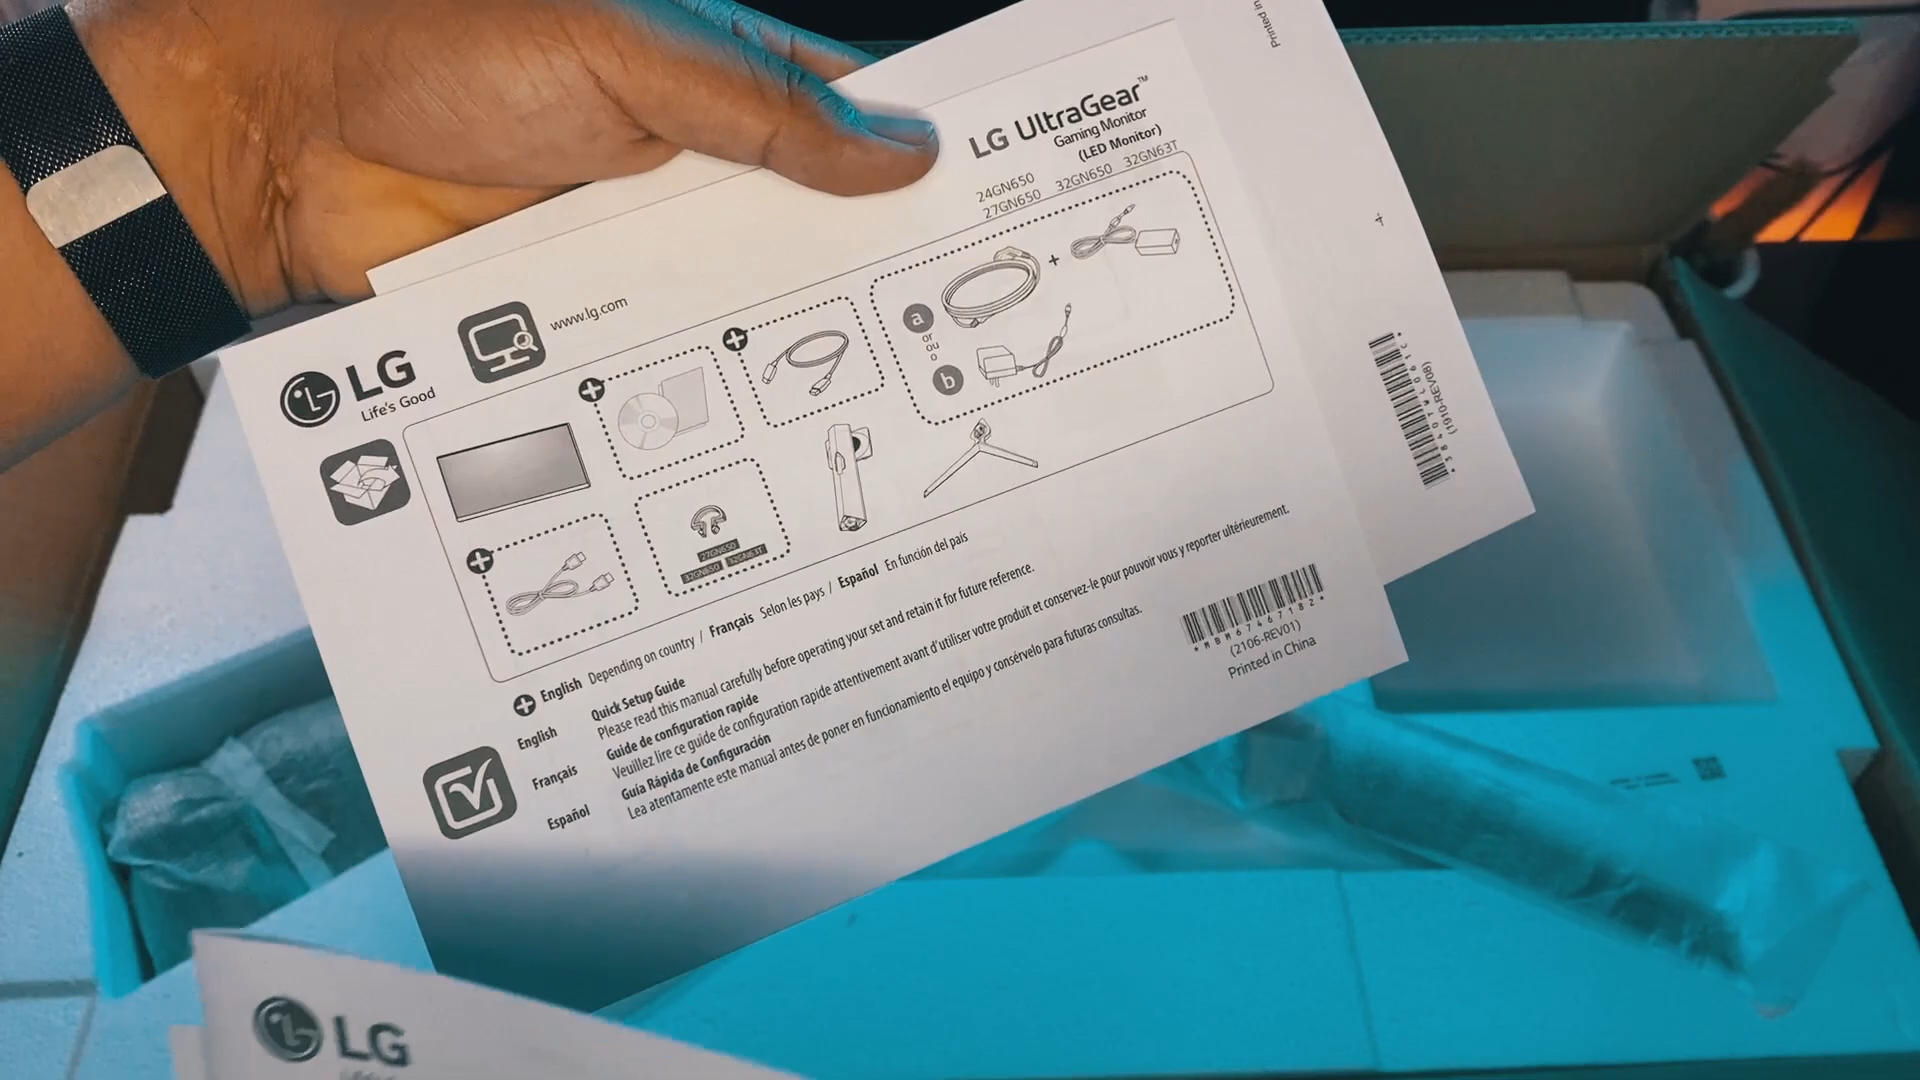 Printed in
LG UltraGear™
Gaming Monitor
(LED Monitor)
24GN650
27GN650 32GN650 32GN63T
LG
Life's Good
www.lg.com
a
or
ou
o
b
27GN650
32GN650 32GN63T
English Depending on country / Français Selon les pays / Español En función del país
English Quick Setup Guide
Please read this manual carefully before operating your set and retain it for future reference.
Français Guide de configuration rapide
Veuillez lire ce guide de configuration rapide attentivement avant d'utiliser votre produit et conservez-le pour pouvoir vous y reporter ultérieurement.
Español Guía Rápida de Configuración
Lea atentamente este manual antes de poner en funcionamiento el equipo y consérvelo para futuras consultas.
*MBM67467182*
(2106-REV01)
Printed in China
(1910-REV08)
LG